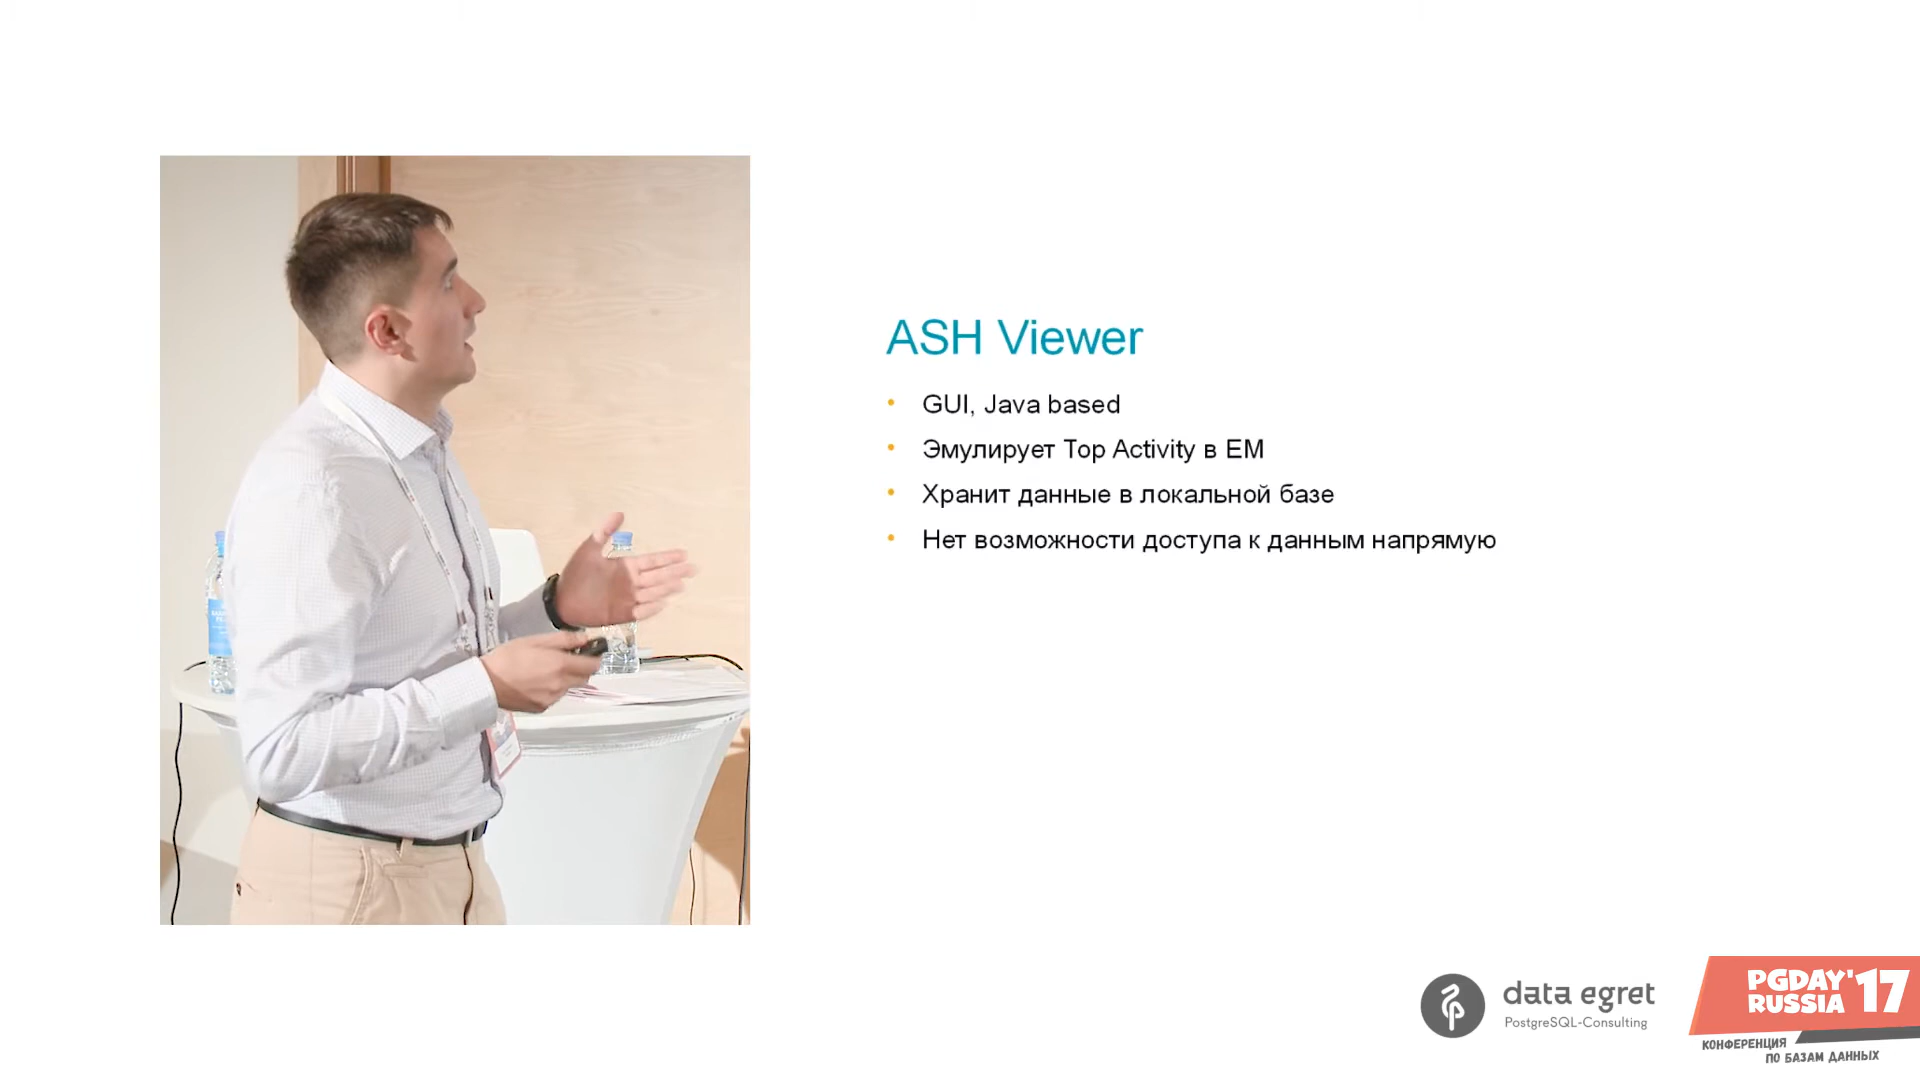 ASH Viewer
• GUI, Java based
• Эмулирует Top Activity в EM
• Хранит данные в локальной базе
• Нет возможности доступа к данным напрямую
data egret
PostgreSQL-Consulting
PGDAY'17
RUSSIA
КОНФЕРЕНЦИЯ
ПО БАЗАМ ДАННЫХ